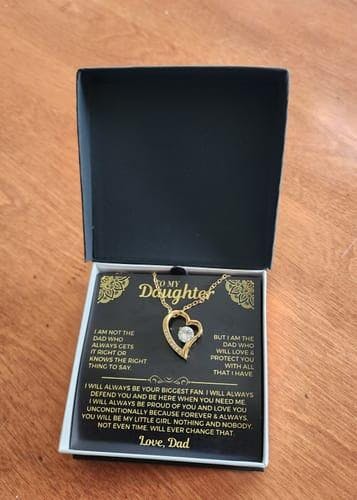 TO MY
Daughter
I AM NOT THE
DAD WHO
ALWAYS GETS
IT RIGHT OR
KNOWS THE RIGHT
THING TO SAY.
BUT I AM THE
DAD WHO
WILL LOVE &
PROTECT YOU
WITH ALL
THAT I HAVE.
I WILL ALWAYS BE YOUR BIGGEST FAN. I WILL ALWAYS
DEFEND YOU AND BE HERE WHEN YOU NEED ME.
I WILL ALWAYS BE PROUD OF YOU AND LOVE YOU
UNCONDITIONALLY BECAUSE FOREVER & ALWAYS.
YOU WILL BE MY LITTLE GIRL. NOTHING AND NOBODY,
NOT EVEN TIME, WILL EVER CHANGE THAT.
Love, Dad